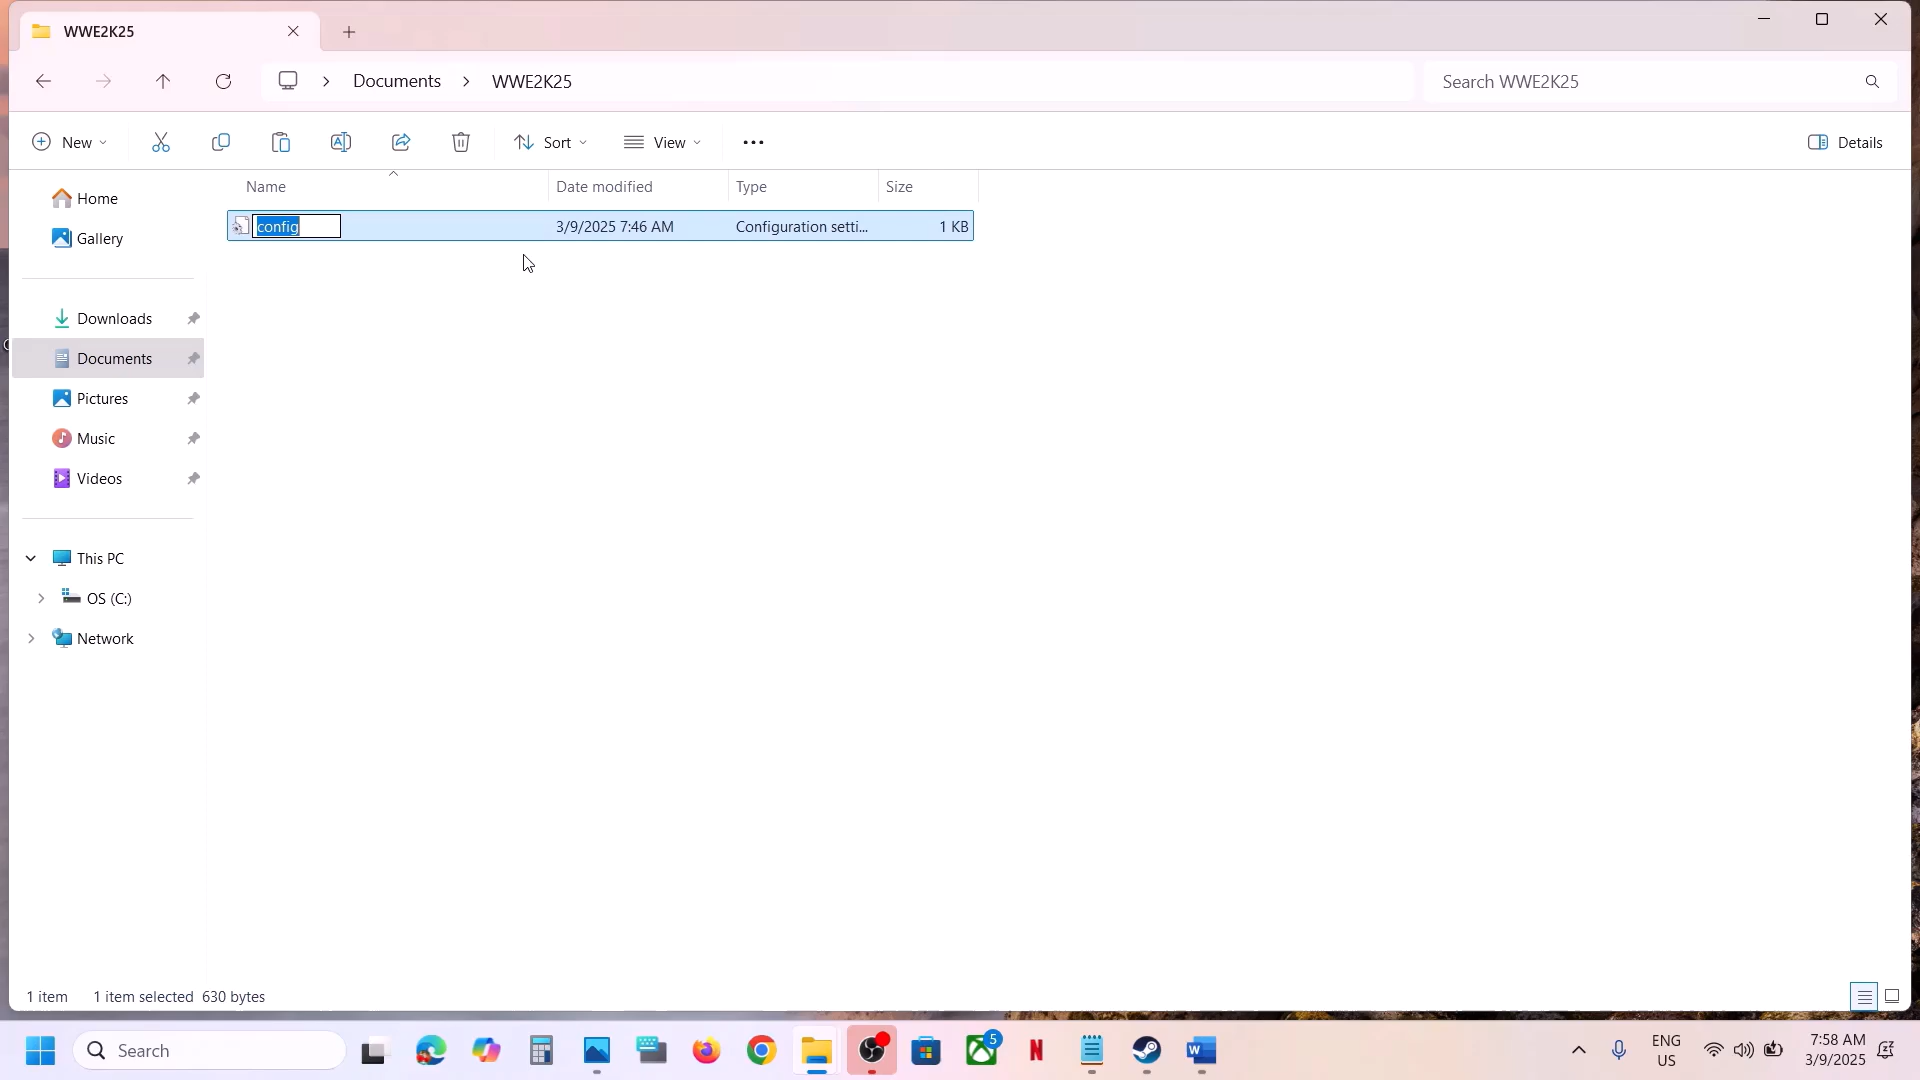 WWE2K25
Documents
WWE2K25
Search WWE2K25
New
Sort
View
Details
Name
Date modified
Type
Size
config
3/9/2025 7:46 AM
Configuration setti...
1 KB
Home
Gallery
Downloads
Documents
Pictures
Music
Videos
This PC
OS (C:)
Network
1 item
1 item selected 630 bytes
Search
5
ENG
US
7:58 AM
3/9/2025